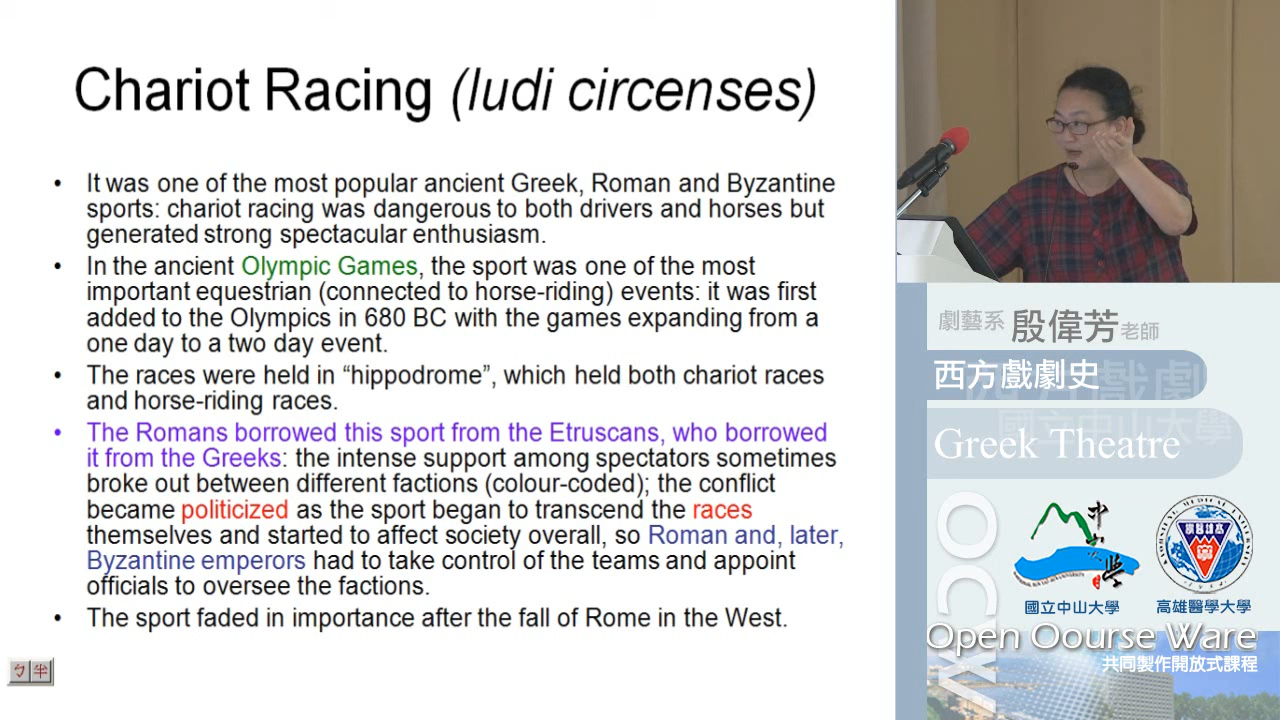 Chariot Racing (ludi circenses)
• It was one of the most popular ancient Greek, Roman and Byzantine
sports: chariot racing was dangerous to both drivers and horses but
generated strong spectacular enthusiasm.
• In the ancient Olympic Games, the sport was one of the most
important equestrian (connected to horse-riding) events: it was first
added to the Olympics in 680 BC with the games expanding from a
one day to a two day event.
• The races were held in “hippodrome”, which held both chariot races
and horse-riding races.
• The Romans borrowed this sport from the Etruscans, who borrowed
it from the Greeks: the intense support among spectators sometimes
broke out between different factions (colour-coded); the conflict
became politicized as the sport began to transcend the races
themselves and started to affect society overall, so Roman and, later,
Byzantine emperors had to take control of the teams and appoint
officials to oversee the factions.
• The sport faded in importance after the fall of Rome in the West.
ㄅ半
劇藝系 殷偉芳老師
西方戲劇史
國立中山大學
Greek Theatre
OCW
國立中山大學
高雄醫學大學
Open Oourse Ware
共同製作開放式課程